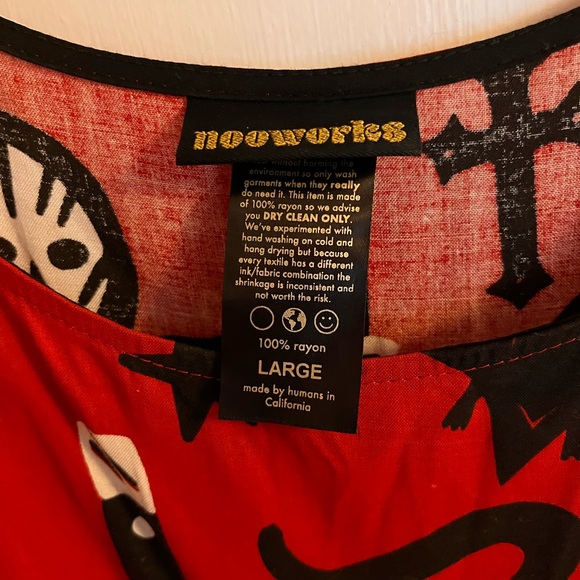 nooworks
without harming the
environment so only wash
garments when they really
do need it. This item is made
of 100% rayon so we advise
you DRY CLEAN ONLY.
We've experimented with
hand washing on cold and
hang drying but because
every textile has a different
ink/fabric combination the
shrinkage is inconsistent and
not worth the risk.
100% rayon
LARGE
made by humans in
California